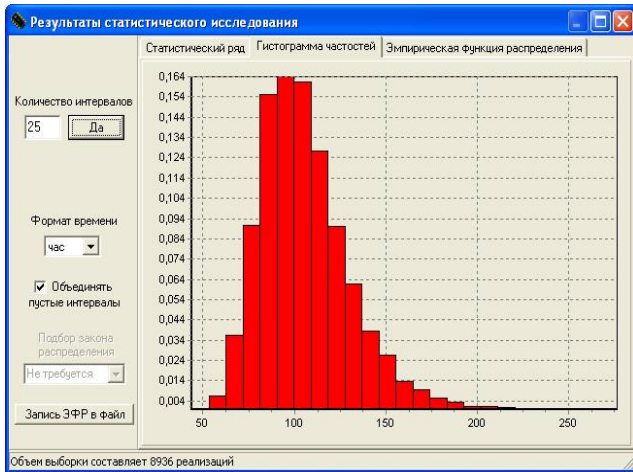 Результаты статистического исследования
Статистический ряд
Гистограмма частостей
Эмпирическая функция распределения
Количество интервалов
25
Да
Формат времени
час
Объединять
пустые интервалы
Подбор закона
распределения
Не требуется
Запись ЭФР в файл
0,164
0,154
0,144
0,134
0,124
0,114
0,104
0,094
0,084
0,074
0,064
0,054
0,044
0,034
0,024
0,014
0,004
50
100
150
200
250
Объем выборки составляет 8936 реализаций